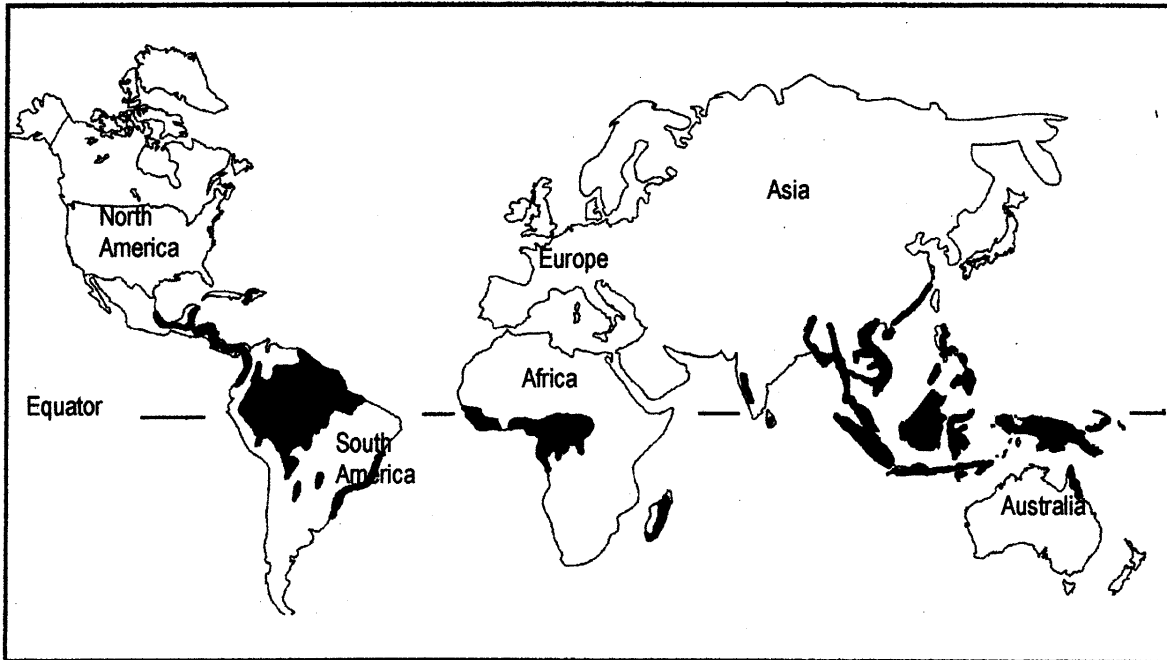 North
America
Asia
Europe
Africa
Equator
South
America
Australia